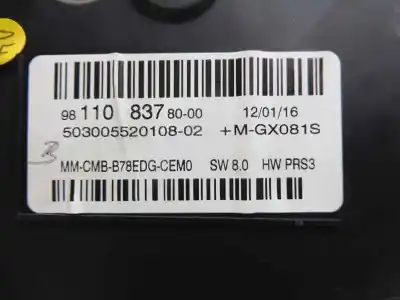 98 110 837 80-00 12/01/16
503005520108-02 +M-GX081S
MM-CMB-B78EDG-CEM0 SW 8.0 HW PRS3